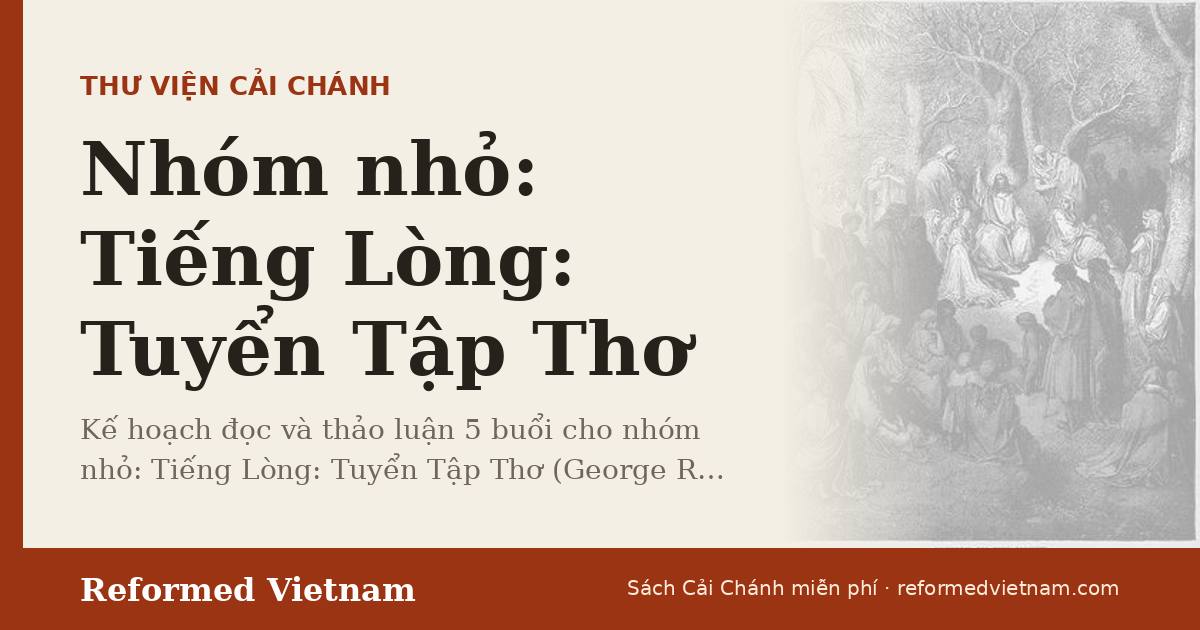 THƯ VIỆN CẢI CHÁNH
Nhóm nhỏ:
Tiếng Lòng:
Tuyển Tập Thơ
Kế hoạch đọc và thảo luận 5 buổi cho nhóm
nhỏ: Tiếng Lòng: Tuyển Tập Thơ (George R...
Reformed Vietnam
Sách Cải Chánh miễn phí · reformedvietnam.com